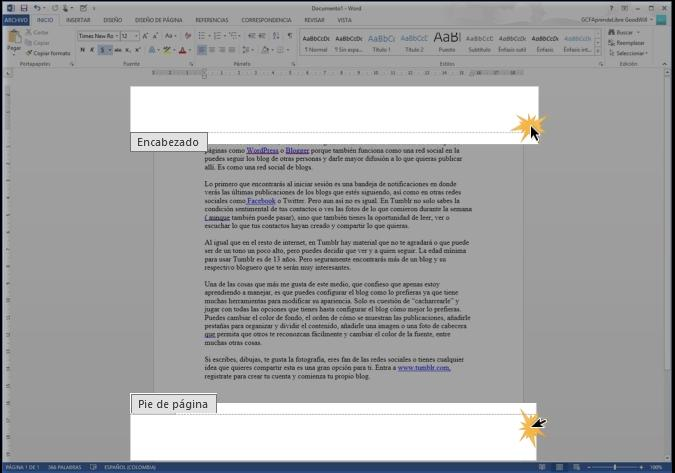 Documento1 - Word
GCFAprendeLibre GoodWill
ARCHIVO INICIO INSERTAR DISEÑO DISEÑO DE PÁGINA REFERENCIAS CORRESPONDENCIA REVISAR VISTA
Pegar
Cortar
Copiar
Copiar formato
Times New Ro 12
AaBbCcDc AaBbCcDc AaBbCc AaBbCcC AaBl AaBbCcC AaBbCcDt AaBbCcDt AaBbCcDt
1 Normal 1 Sin espa... Título 1 Título 2 Puesto Subtítulo Énfasis sutil Énfasis Énfasis int...
Buscar
Reemplazar
Seleccionar
Portapapeles Fuente Párrafo Estilos Edición
Encabezado
páginas como WordPress o Blogger porque también funciona como una red social en la
puedes seguir los blog de otras personas y darle mayor difusión a lo que quieras publicar
allí. Es como una red social de blogs.
Lo primero que encontrarás al iniciar sesión es una bandeja de notificaciones en donde
verás las últimas publicaciones de los blogs que estés siguiendo, así como en otras redes
sociales como Facebook o Twitter. Pero aun así no es igual. En Tumblr no solo sabes la
condición sentimental de tus contactos o ves las fotos de lo que comieron durante la semana
( aunque también puede pasar), sino que también tienes la oportunidad de leer, ver o
escuchar lo que tus contactos hayan creado y compartir lo que quieras.
Al igual que en el resto de internet, en Tumblr hay material que no te agradará o que puede
ser de un tono un poco alto, pero puedes decidir que ver y a quien seguir. La edad mínima
para usar Tumblr es de 13 años. Pero seguramente encontrarás más de un blog y su
respectivo bloguero que te serán muy interesantes.
Una de las cosas que más me gusta de este medio, que confieso que apenas estoy
aprendiendo a manejar, es que puedes configurar el blog como lo prefieras ya que tiene
muchas herramientas para modificar su apariencia. Solo es cuestión de “cacharrearle” y
jugar con todas las opciones que tienes hasta configurar el blog cómo mejor lo prefieras.
Puedes cambiar el color de fondo, el orden de cómo se muestran las publicaciones, añadirle
pestañas para organizar y dividir el contenido, añadirle una imagen o una foto de cabecera
que permita que otros te reconozcan fácilmente y cambiar el color de la fuente, entre
muchas otras cosas.
Si escribes, dibujas, te gusta la fotografía, eres fan de las redes sociales o tienes cualquier
idea que quieres compartir esta es una gran opción para ti. Entra a www.tumblr.com,
registrate para crear tu cuenta y comienza tu propio blog.
Pie de página
PÁGINA 1 DE 1 366 PALABRAS ESPAÑOL (COLOMBIA) 100%